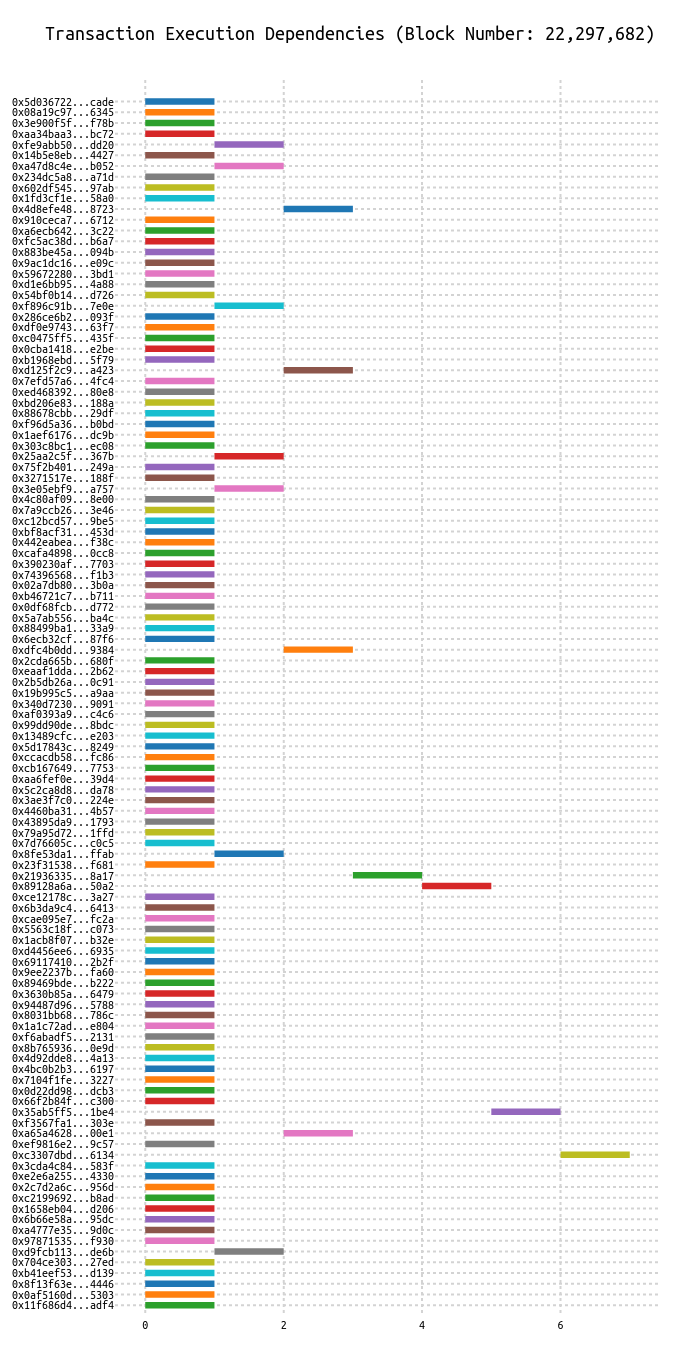 Transaction Execution Dependencies (Block Number: 22,297,682)
0x5d036722...cade
0x08a19c97...6345
0x3e900f5f...f78b
0xaa34baa3...bc72
0xfe9abb50...dd20
0x14b5e8eb...4427
0xa47d8c4e...b052
0x234dc5a8...a71d
0x602df545...97ab
0x1fd3cf1e...58a0
0x4d8efe48...8723
0x910ceca7...6712
0xa6ecb642...3c22
0xfc5ac38d...b6a7
0x883be45a...094b
0x9ac1dc16...e09c
0x59672280...3bd1
0xd1e6bb95...4a88
0x54bf0b14...d726
0xf896c91b...7e0e
0x286ce6b2...093f
0xdf0e9743...63f7
0xc0475ff5...435f
0x0cba1418...e2be
0xb1968ebd...5f79
0xd125f2c9...a423
0x7efd57a6...4fc4
0xed468392...80e8
0xbd206e83...188a
0x88678cbb...29df
0xf96d5a36...b0bd
0x1aef6176...dc9b
0x303c8bc1...ec08
0x25aa2c5f...367b
0x75f2b401...249a
0x3271517e...188f
0x3e05ebf9...a757
0x4c80af09...8e00
0x7a9ccb26...3e46
0xc12bcd57...9be5
0xbf8acf31...453d
0x442eabea...f38c
0xcafa4898...0cc8
0x390230af...7703
0x74396568...f1b3
0x02a7db80...3b0a
0xb46721c7...b711
0x0df68fcb...d772
0x5a7ab556...ba4c
0x88499ba1...33a9
0x6ecb32cf...87f6
0xdfc4b0dd...9384
0x2cda665b...680f
0xeaaf1dda...2b62
0x2b5db26a...0c91
0x19b995c5...a9aa
0x340d7230...9091
0xaf0393a9...c4c6
0x99dd90de...8bdc
0x13489cfc...e203
0x5d17843c...8249
0xccacdb58...fc86
0xcb167649...7753
0xaa6fef0e...39d4
0x5c2ca8d8...da78
0x3ae3f7c0...224e
0x4460ba31...4b57
0x43895da9...1793
0x79a95d72...1ffd
0x7d76605c...c0c5
0x8fe53da1...ffab
0x23f31538...f681
0x21936335...8a17
0x89128a6a...50a2
0xce12178c...3a27
0x6b3da9c4...6413
0xcae095e7...fc2a
0x5563c18f...c073
0x1acb8f07...b32e
0xd4456ee6...6935
0x69117410...2b2f
0x9ee2237b...fa60
0x89469bde...b222
0x3630b85a...6479
0x94487d96...5788
0x8031bb68...786c
0x1a1c72ad...e804
0xf6abadf5...2131
0x8b765936...0e9d
0x4d92dde8...4a13
0x4bc0b2b3...6197
0x7104f1fe...3227
0x0d22dd98...dcb3
0x66f2b84f...c300
0x35ab5ff5...1be4
0xf3567fa1...303e
0xa65a4628...00e1
0xef9816e2...9c57
0xc3307dbd...6134
0x3cda4c84...583f
0xe2e6a255...4330
0x2c7d2a6c...956d
0xc2199692...b8ad
0x1658eb04...d206
0x6b66e58a...95dc
0xa4777e35...9d0c
0x97871535...f930
0xd9fcb113...de6b
0x704ce303...27ed
0xb41eef53...d139
0x8f13f63e...4446
0x0af5160d...5303
0x11f686d4...adf4
0 2 4 6